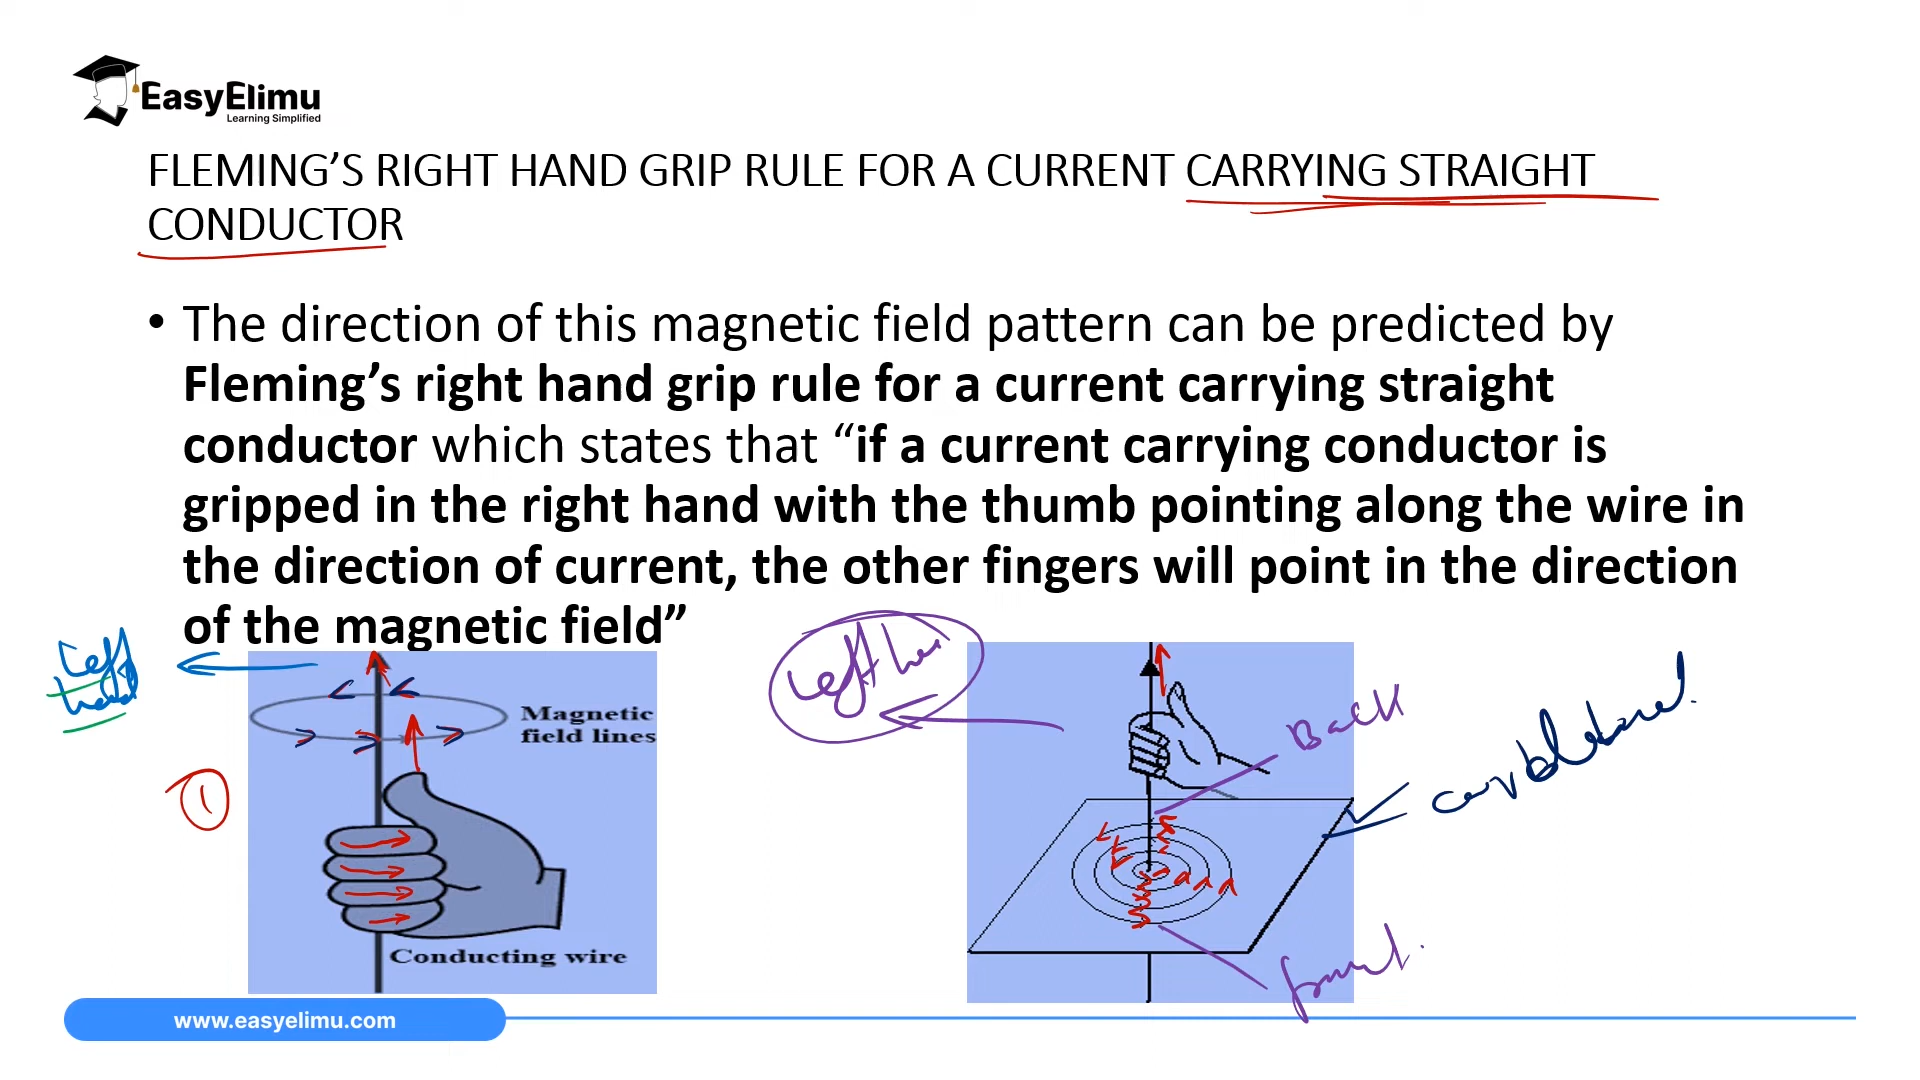 EasyElimu
Learning Simplified
FLEMING’S RIGHT HAND GRIP RULE FOR A CURRENT CARRYING STRAIGHT
CONDUCTOR
• The direction of this magnetic field pattern can be predicted by
Fleming’s right hand grip rule for a current carrying straight
conductor which states that “if a current carrying conductor is
gripped in the right hand with the thumb pointing along the wire in
the direction of current, the other fingers will point in the direction
of the magnetic field”
Left
hand
Magnetic
field lines
1
Conducting wire
Left
Back
front.
www.easyelimu.com